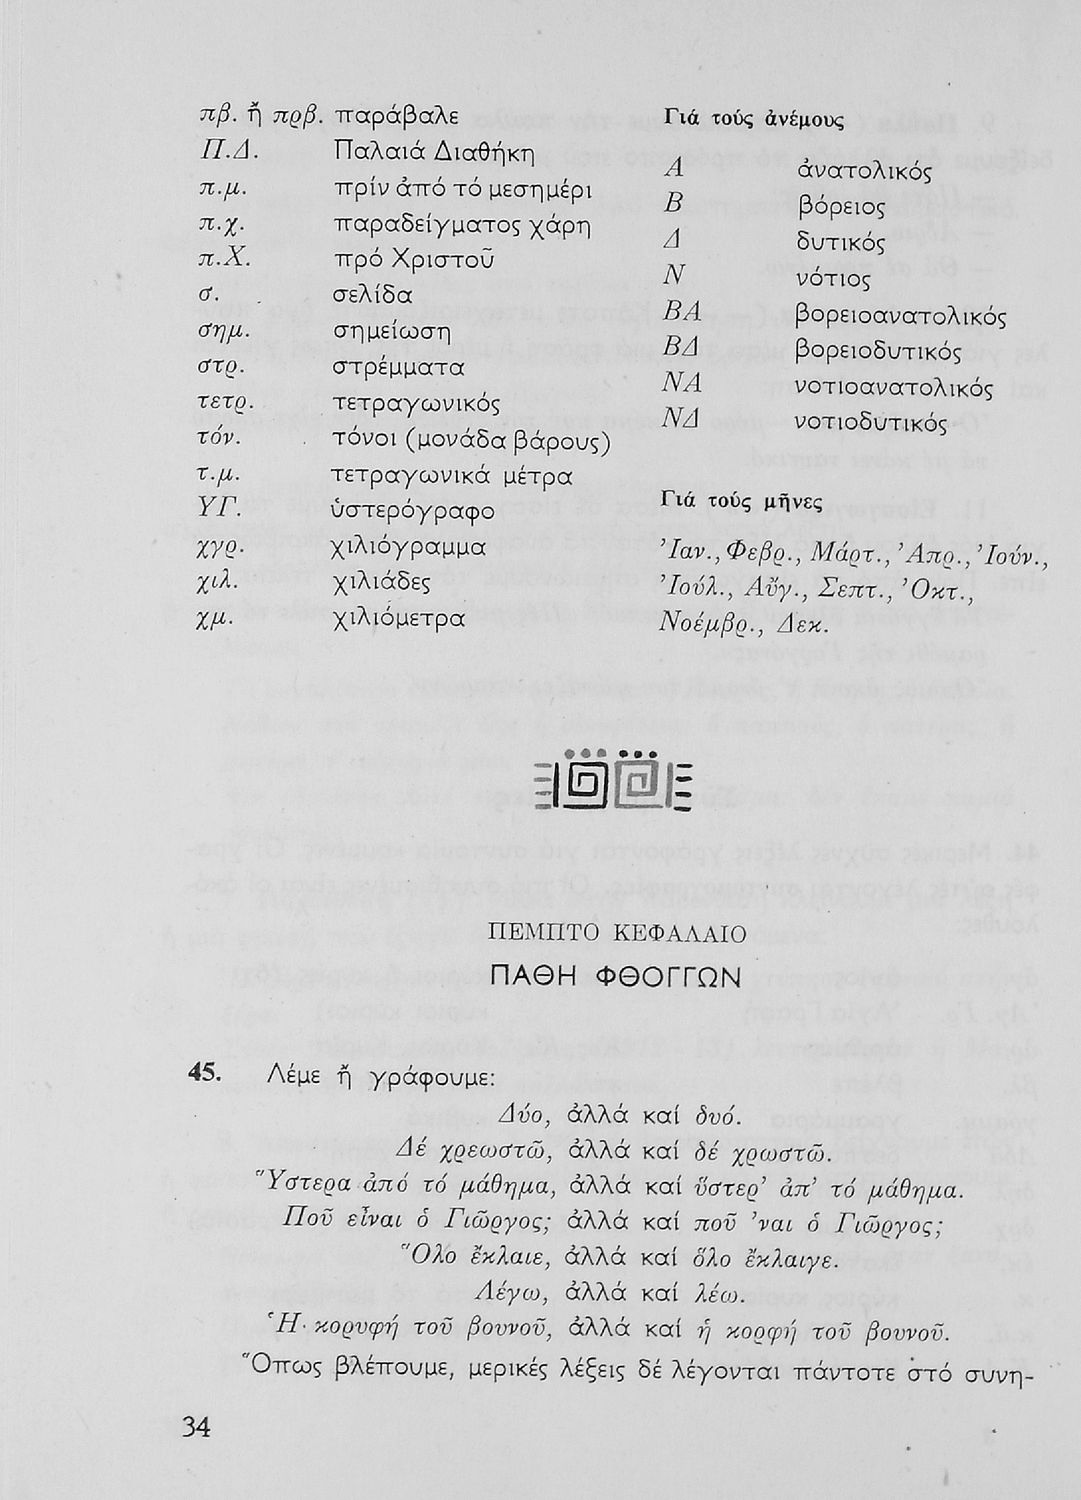 πβ. ἤ πρβ. παράβαλε
Π.Δ. Παλαιά Διαθήκη
π.μ. πρίν ἀπό τό μεσημέρι
π.χ. παραδείγματος χάρη
π.Χ. πρό Χριστοῦ
σ. σελίδα
σημ. σημείωση
στρ. στρέμματα
τετρ. τετραγωνικός
τόν. τόνοι (μονάδα βάρους)
τ.μ. τετραγωνικά μέτρα
ΥΓ. ὑστερόγραφο
χγρ. χιλιόγραμμα
χιλ. χιλιάδες
χμ. χιλιόμετρα
Γιά τούς ἀνέμους
Α ἀνατολικός
Β βόρειος
Δ δυτικός
Ν νότιος
ΒΑ βορειοανατολικός
ΒΔ βορειοδυτικός
ΝΑ νοτιοανατολικός
ΝΔ νοτιοδυτικός
Γιά τούς μῆνες
Ἰαν., Φεβρ., Μάρτ., Ἀπρ., Ἰούν.,
Ἰούλ., Αὔγ., Σεπτ., Ὀκτ.,
Νοέμβρ., Δεκ.
ΠΕΜΠΤΟ ΚΕΦΑΛΑΙΟ
ΠΑΘΗ ΦΘΟΓΓΩΝ
45. Λέμε ἤ γράφουμε:
Δύο, ἀλλά καί δυό.
Δέ χρεωστῶ, ἀλλά καί δέ χρωστῶ.
Ὕστερα ἀπό τό μάθημα, ἀλλά καί ὕστερ’ ἀπ’ τό μάθημα.
Ποῦ εἶναι ὁ Γιῶργος; ἀλλά καί ποῦ ’ναι ὁ Γιῶργος;
Ὅλο ἔκλαιε, ἀλλά καί ὅλο ἔκλαιγε.
Λέγω, ἀλλά καί λέω.
Ἡ κορυφή τοῦ βουνοῦ, ἀλλά καί ἡ κορφή τοῦ βουνοῦ.
Ὅπως βλέπουμε, μερικές λέξεις δέ λέγονται πάντοτε στό συνη-
34